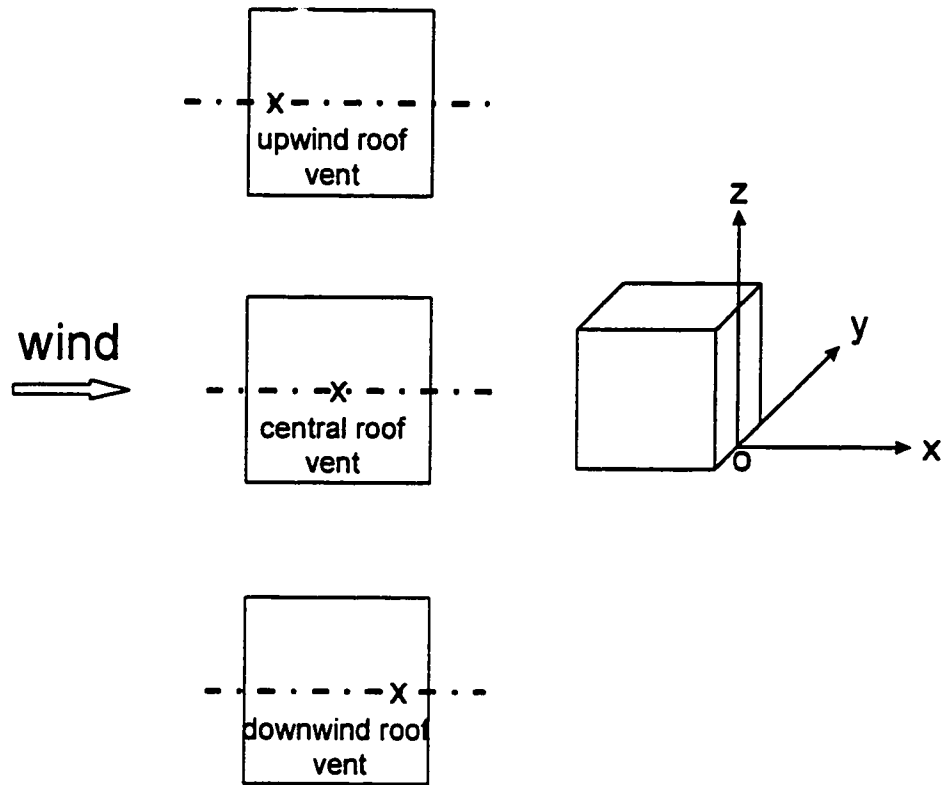 x
upwind roof
vent
wind
x
central roof
vent
z
y
o
x
x
downwind roof
vent